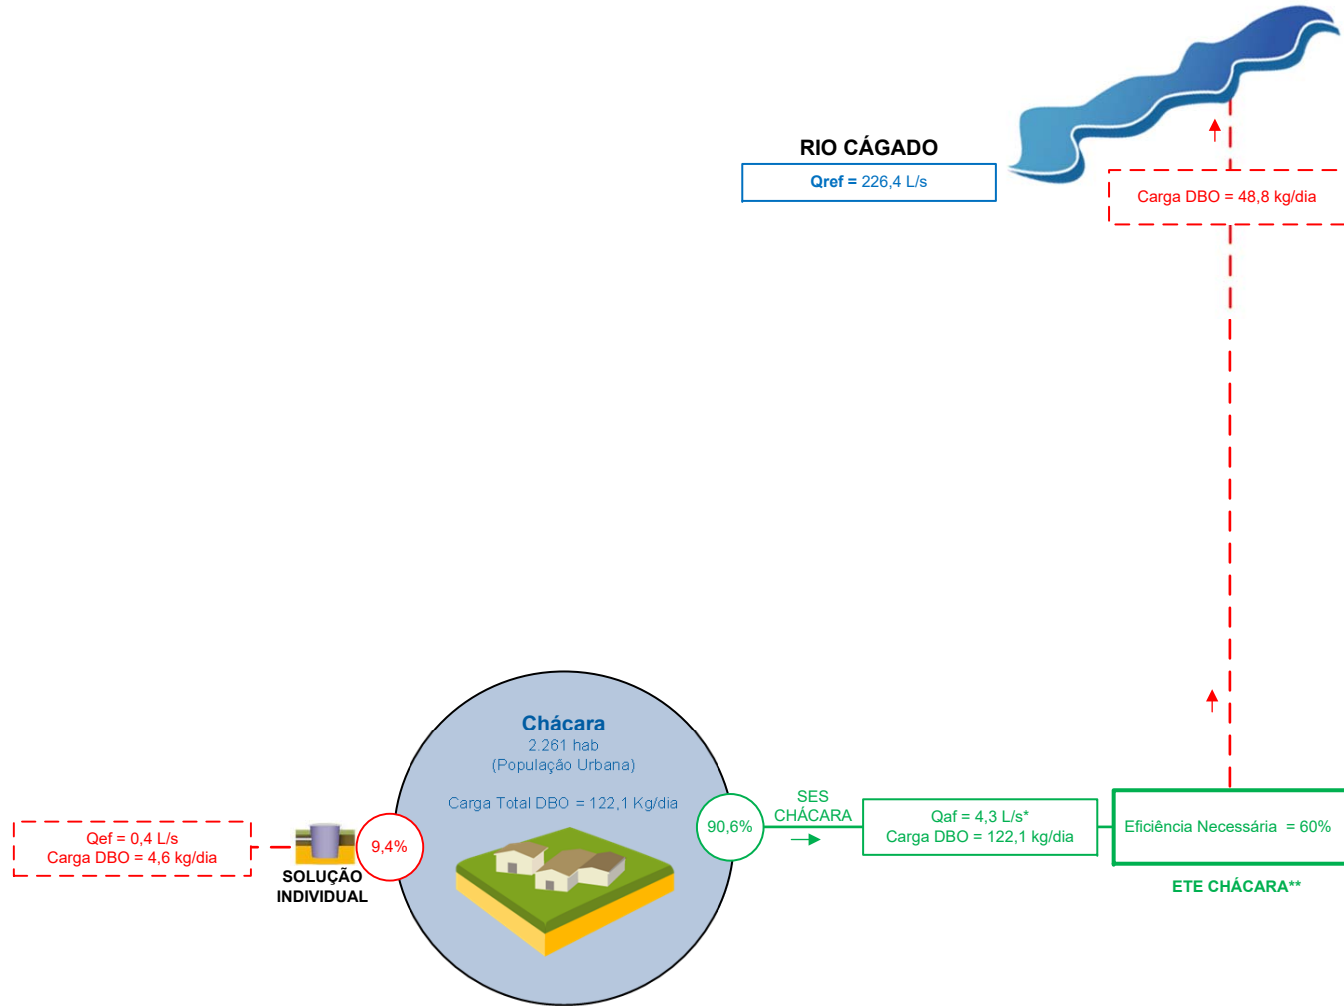 RIO CÁGADO
Qref = 226,4 L/s
Carga DBO = 48,8 kg/dia
Chácara
2.261 hab
(População Urbana)
Carga Total DBO = 122,1 Kg/dia
Qef = 0,4 L/s
Carga DBO = 4,6 kg/dia
SOLUÇÃO
INDIVIDUAL
9,4%
90,6%
SES
CHÁCARA
Qaf = 4,3 L/s*
Carga DBO = 122,1 kg/dia
Eficiência Necessária = 60%
ETE CHÁCARA**